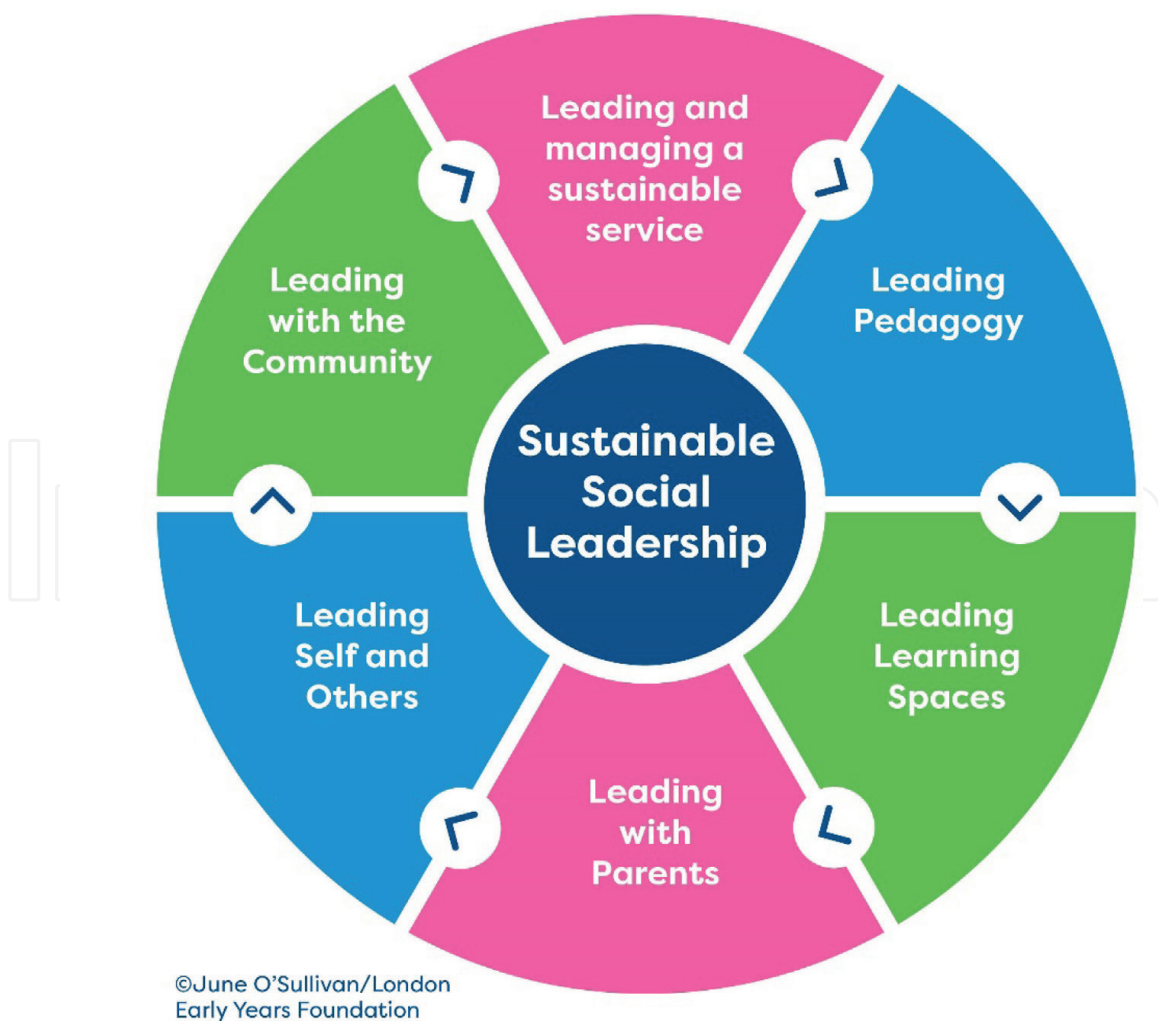 Leading and
managing a
sustainable
service
Leading
Pedagogy
Leading
Learning
Spaces
Leading
with
Parents
Leading
Self and
Others
Leading
with the
Community
Sustainable
Social
Leadership
©June O'Sullivan/London
Early Years Foundation